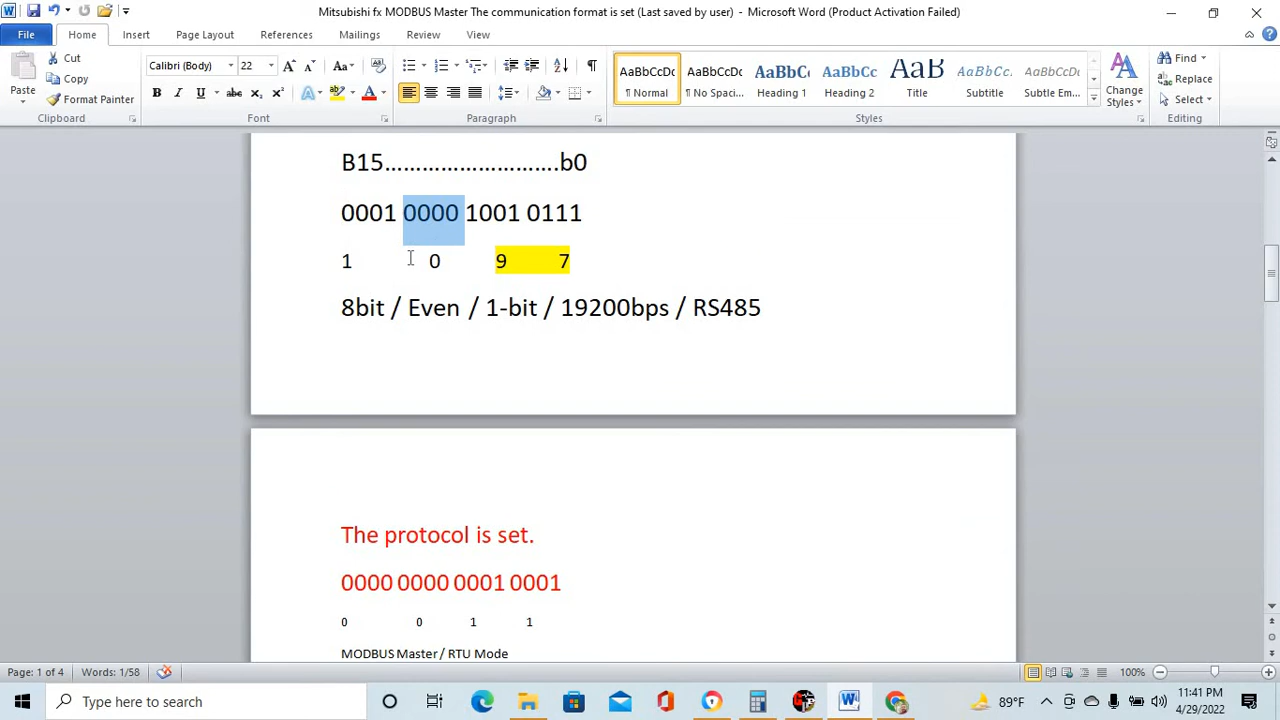 Mitsubishi fx MODBUS Master The communication format is set (Last saved by user) - Microsoft Word (Product Activation Failed)
File Home Insert Page Layout References Mailings Review View
Cut
Copy
Format Painter
Paste
Clipboard
Calibri (Body) 22
Font
Paragraph
AaBbCcDc AaBbCcDc AaBbCc AaBbCc AaB AaBbCcL AaBbCcDc
¶ Normal ¶ No Spaci... Heading 1 Heading 2 Title Subtitle Subtle Em...
Change
Styles
Styles
Find
Replace
Select
Editing
B15............................b0
0001 0000 1001 0111
1 0 9 7
8bit / Even / 1-bit / 19200bps / RS485
The protocol is set.
0000 0000 0001 0001
0 0 1 1
MODBUS Master / RTU Mode
Page: 1 of 4 Words: 1/58 100%
Type here to search
89°F
11:41 PM
4/29/2022